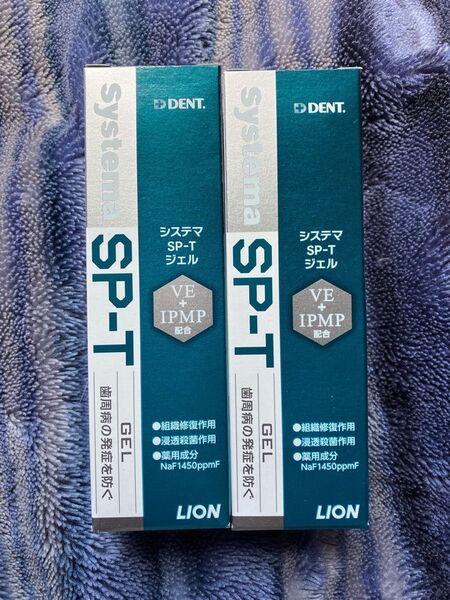 DENT.
Systema
SP-T
GEL
歯周病の発症を防ぐ
システマ
SP-T
ジェル
VE
+
IPMP
配合
●組織修復作用
●浸透殺菌作用
●薬用成分
NaF1450ppmF
LION
DENT.
Systema
SP-T
GEL
歯周病の発症を防ぐ
システマ
SP-T
ジェル
VE
+
IPMP
配合
●組織修復作用
●浸透殺菌作用
●薬用成分
NaF1450ppmF
LION